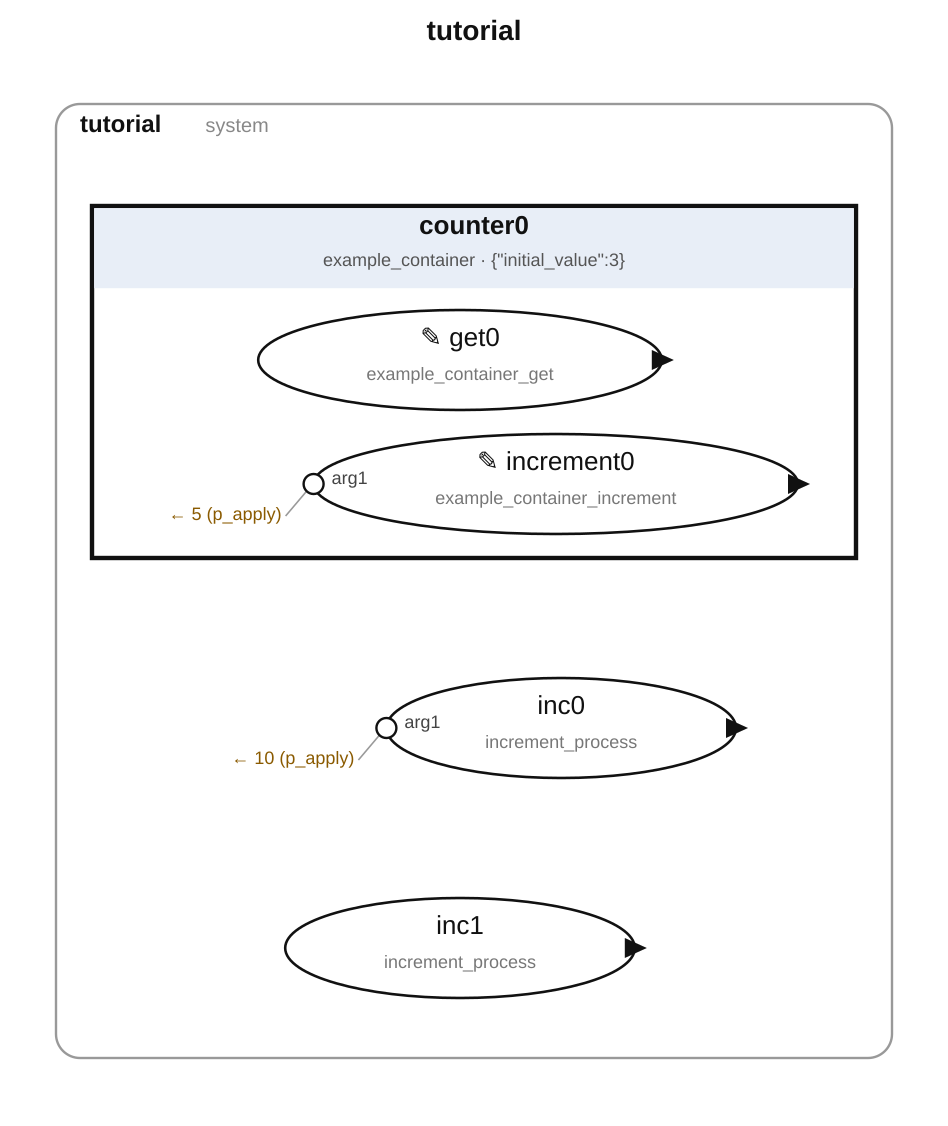 tutorial
tutorial system
counter0
example_container · {"initial_value":3}
✎ get0
example_container_get
✎ increment0
arg1
example_container_increment
← 5 (p_apply)
inc0
arg1
increment_process
← 10 (p_apply)
inc1
increment_process